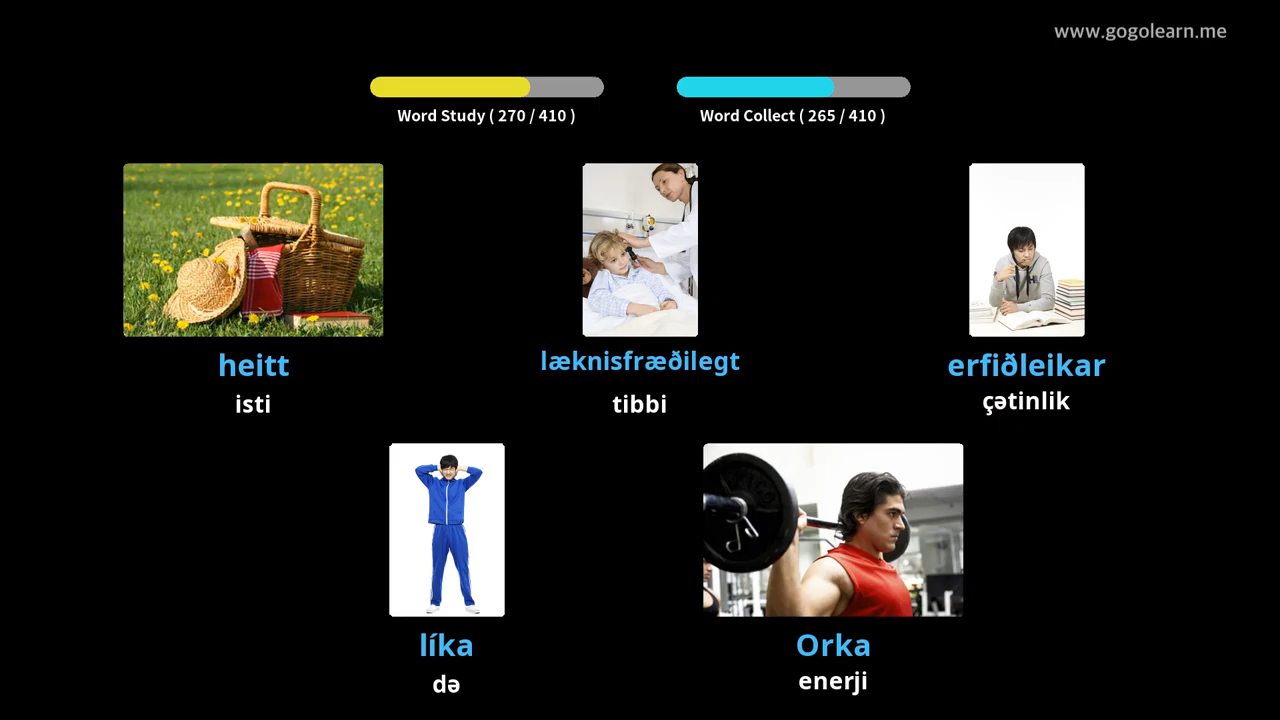 www.gogolearn.me
Word Study ( 270 / 410 )
Word Collect ( 265 / 410 )
heitt
isti
læknisfræðilegt
tibbi
erfiðleikar
çətinlik
líka
də
Orka
enerji